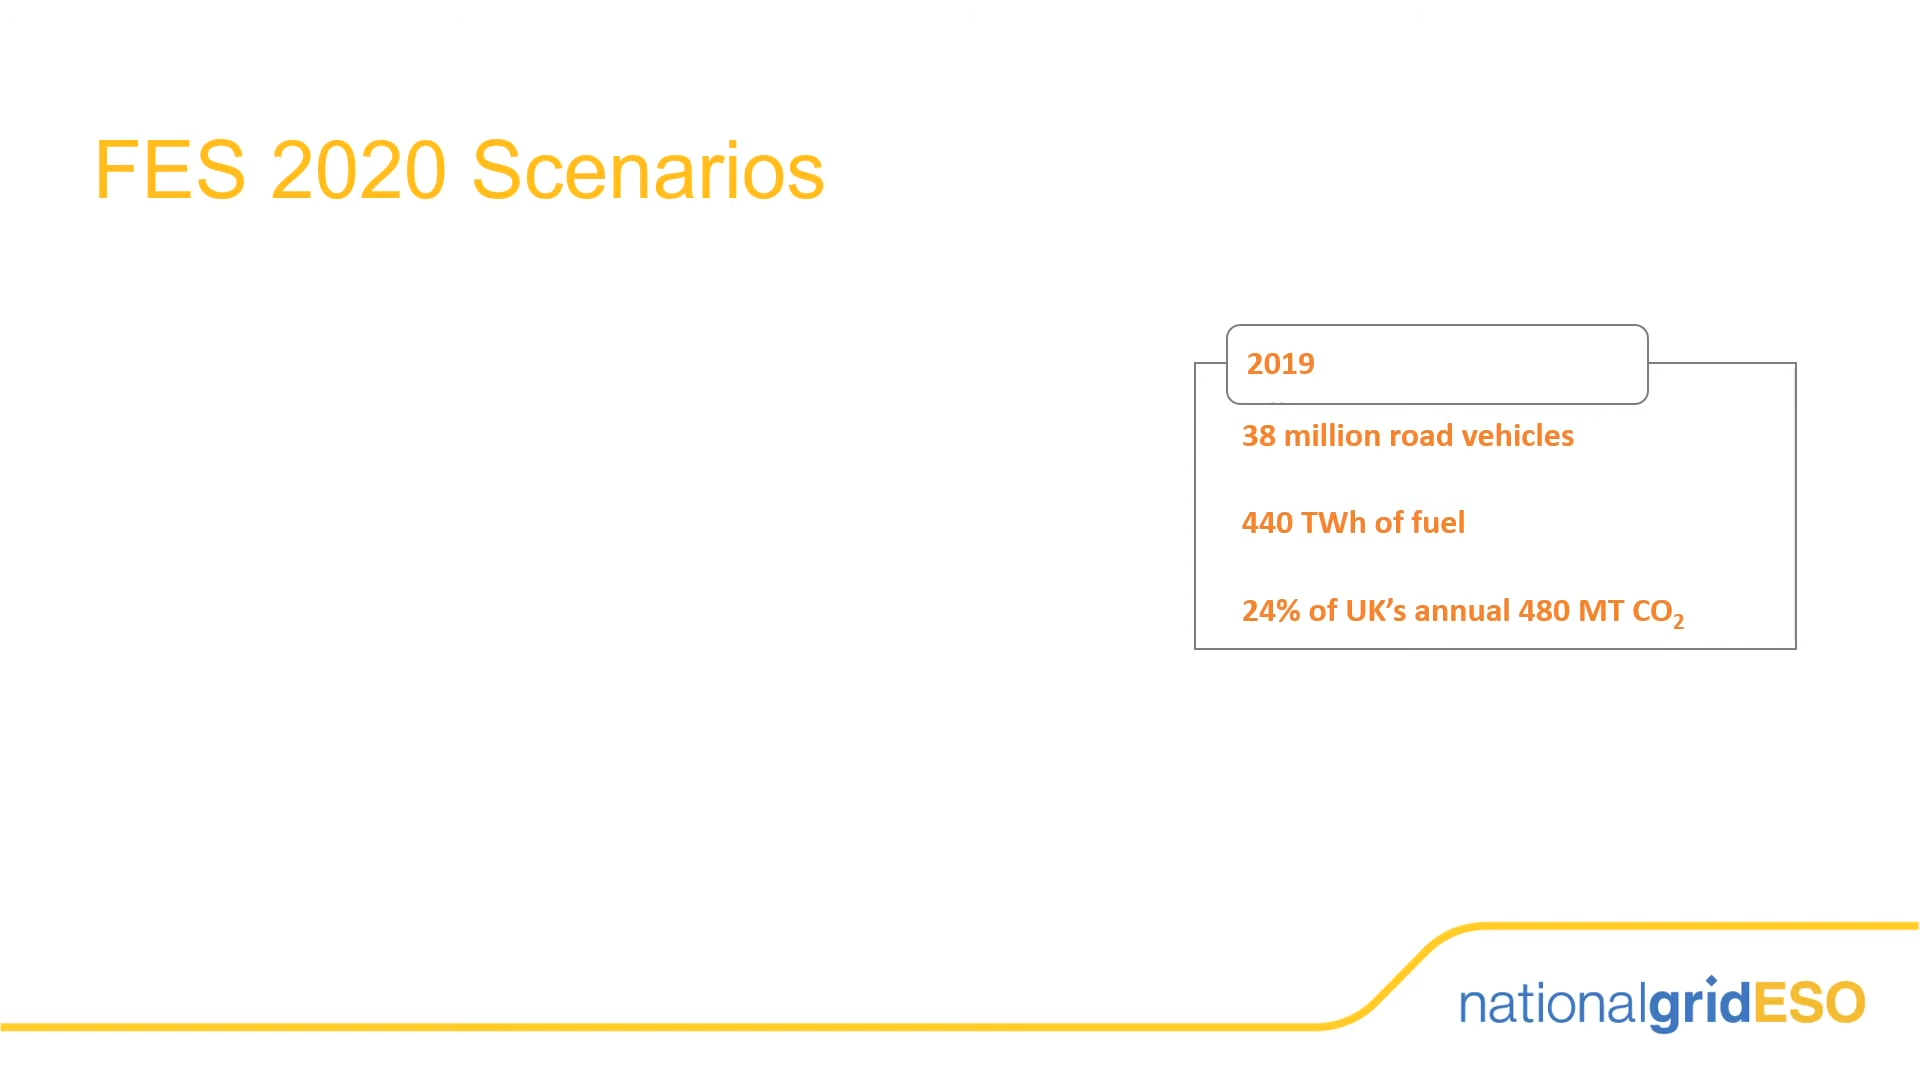 FES 2020 Scenarios
2019
38 million road vehicles
440 TWh of fuel
24% of UK’s annual 480 MT CO₂
nationalgridESO